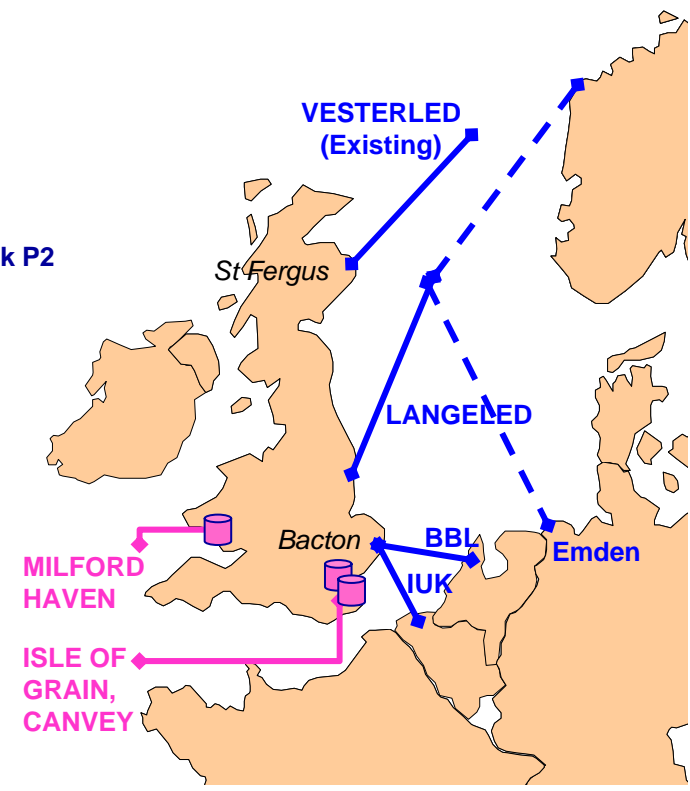 VESTERLED
(Existing)
k P2
St Fergus
LANGELED
Bacton
BBL
Emden
IUK
MILFORD
HAVEN
ISLE OF
GRAIN,
CANVEY